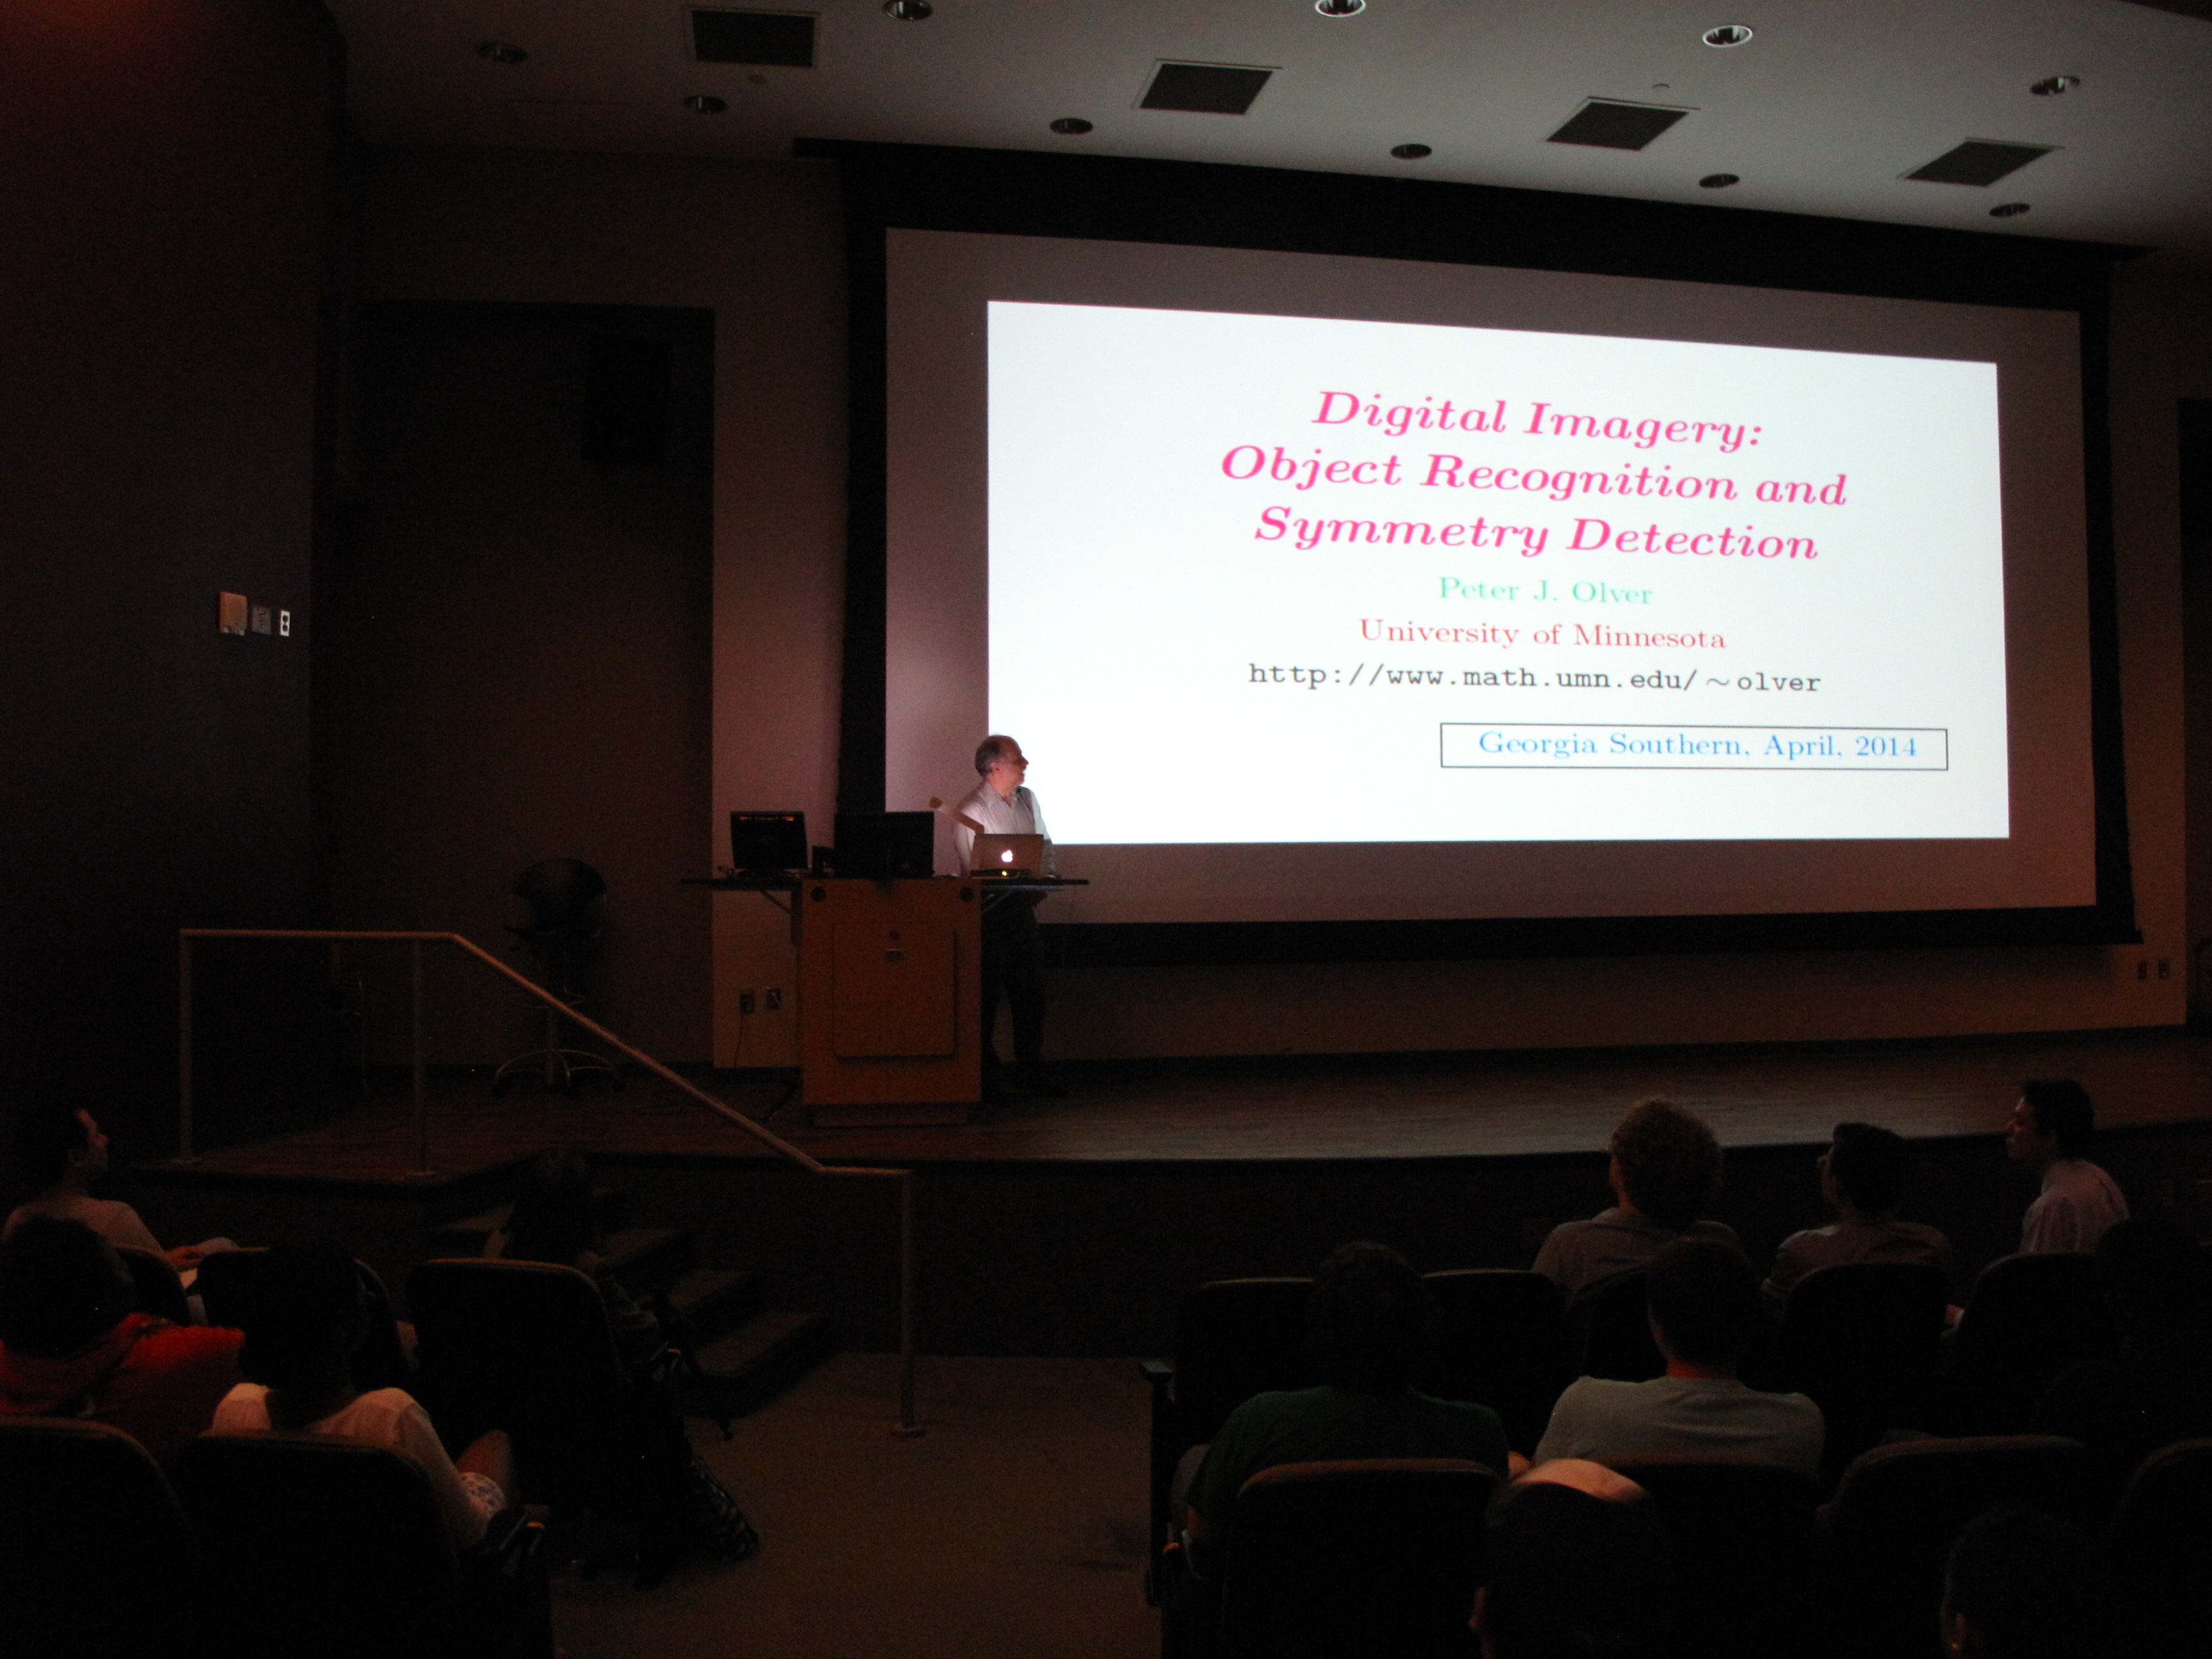 Digital Imagery:
Object Recognition and
Symmetry Detection
Peter J. Olver
University of Minnesota
http://www.math.umn.edu/~olver
Georgia Southern, April, 2014